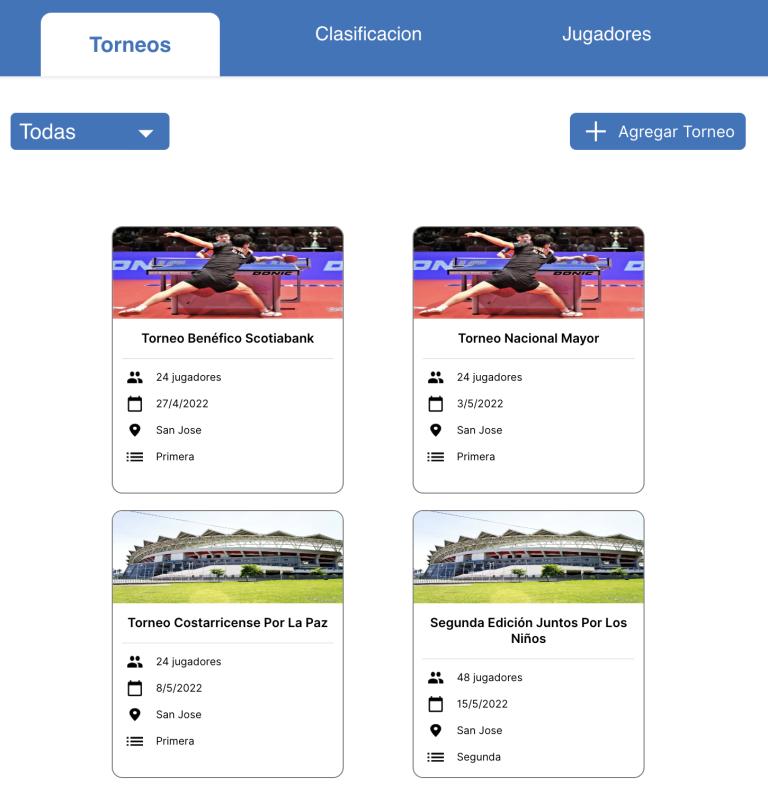 Torneos
Clasificacion
Jugadores
Todas
Agregar Torneo
DONIC
DONIC
Torneo Benéfico Scotiabank
24 jugadores
27/4/2022
San Jose
Primera
Torneo Nacional Mayor
24 jugadores
3/5/2022
San Jose
Primera
Torneo Costarricense Por La Paz
24 jugadores
8/5/2022
San Jose
Primera
Segunda Edición Juntos Por Los
Niños
48 jugadores
15/5/2022
San Jose
Segunda